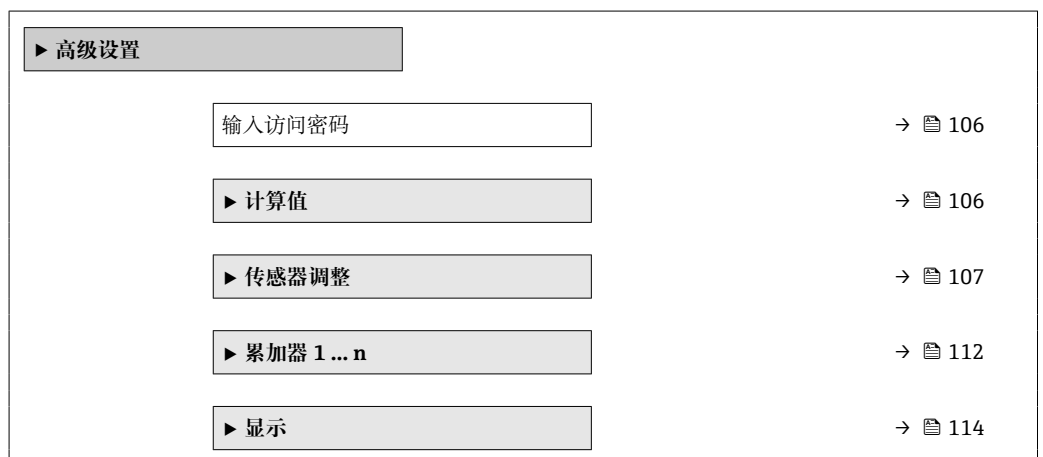 ▶ 高级设置
输入访问密码 → 106
▶ 计算值 → 106
▶ 传感器调整 → 107
▶ 累加器 1 … n → 112
▶ 显示 → 114